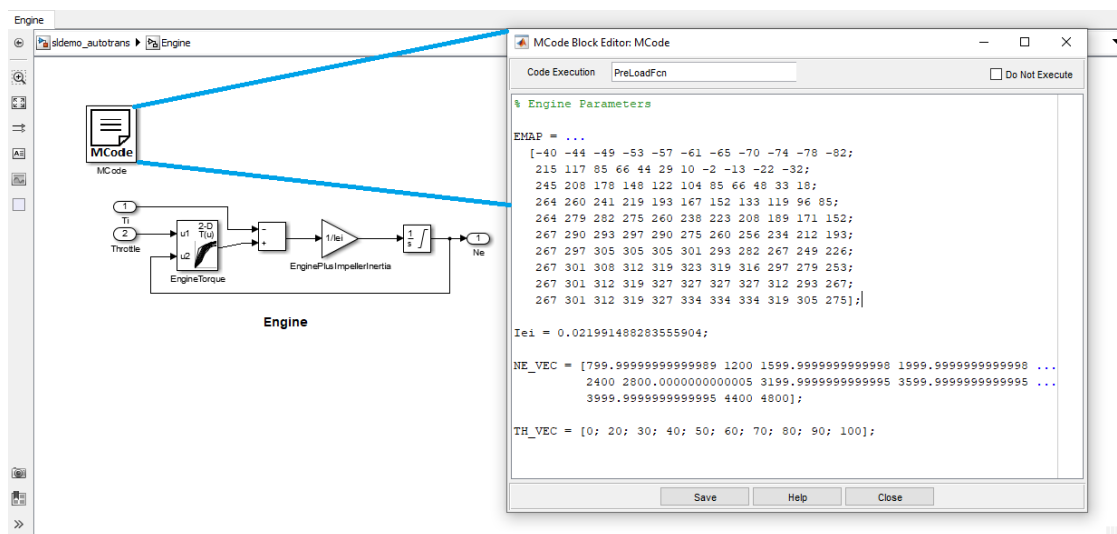 Engine
sldemo_autotrans ▶ Engine
MCode
MCode
1
Ti
2
Throttle
u1
2-D
T(u)
u2
EngineTorque
−
+
1/Iei
EnginePlusImpellerInertia
1
s
1
Ne
Engine
MCode Block Editor: MCode
Code Execution PreLoadFcn Do Not Execute
% Engine Parameters
EMAP = ...
[-40 -44 -49 -53 -57 -61 -65 -70 -74 -78 -82;
215 117 85 66 44 29 10 -2 -13 -22 -32;
245 208 178 148 122 104 85 66 48 33 18;
264 260 241 219 193 167 152 133 119 96 85;
264 279 282 275 260 238 223 208 189 171 152;
267 290 293 297 290 275 260 256 234 212 193;
267 297 305 305 305 301 293 282 267 249 226;
267 301 308 312 319 323 319 316 297 279 253;
267 301 312 319 327 327 327 327 312 293 267;
267 301 312 319 327 334 334 334 319 305 275];
Iei = 0.021991488283555904;
NE_VEC = [799.99999999999989 1200 1599.9999999999998 1999.9999999999998 ...
2400 2800.0000000000005 3199.9999999999995 3599.9999999999995 ...
3999.9999999999995 4400 4800];
TH_VEC = [0; 20; 30; 40; 50; 60; 70; 80; 90; 100];
Save Help Close